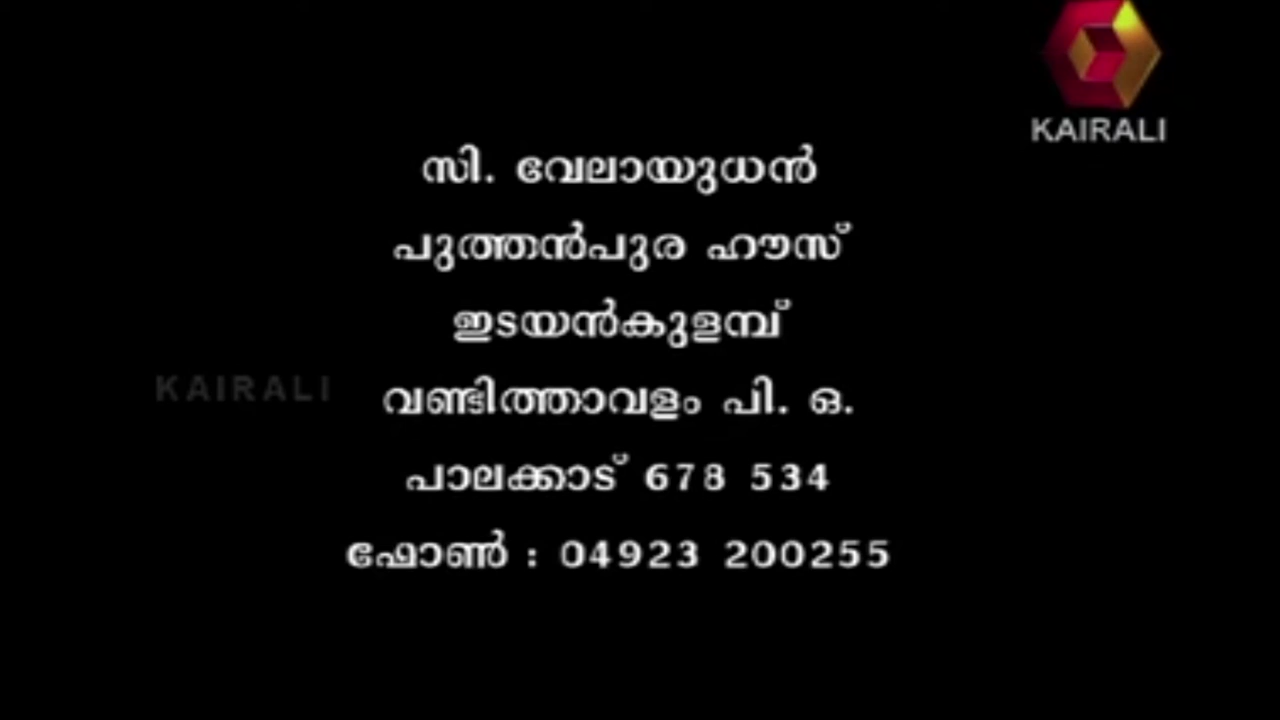 KAIRALI
സി. വേലായുധൻ
പുത്തൻപുര ഹൗസ്
ഇടയൻകുളമ്പ്
KAIRALI
വണ്ടിത്താവളം പി. ഒ.
പാലക്കാട് 678 534
ഫോൺ : 04923 200255